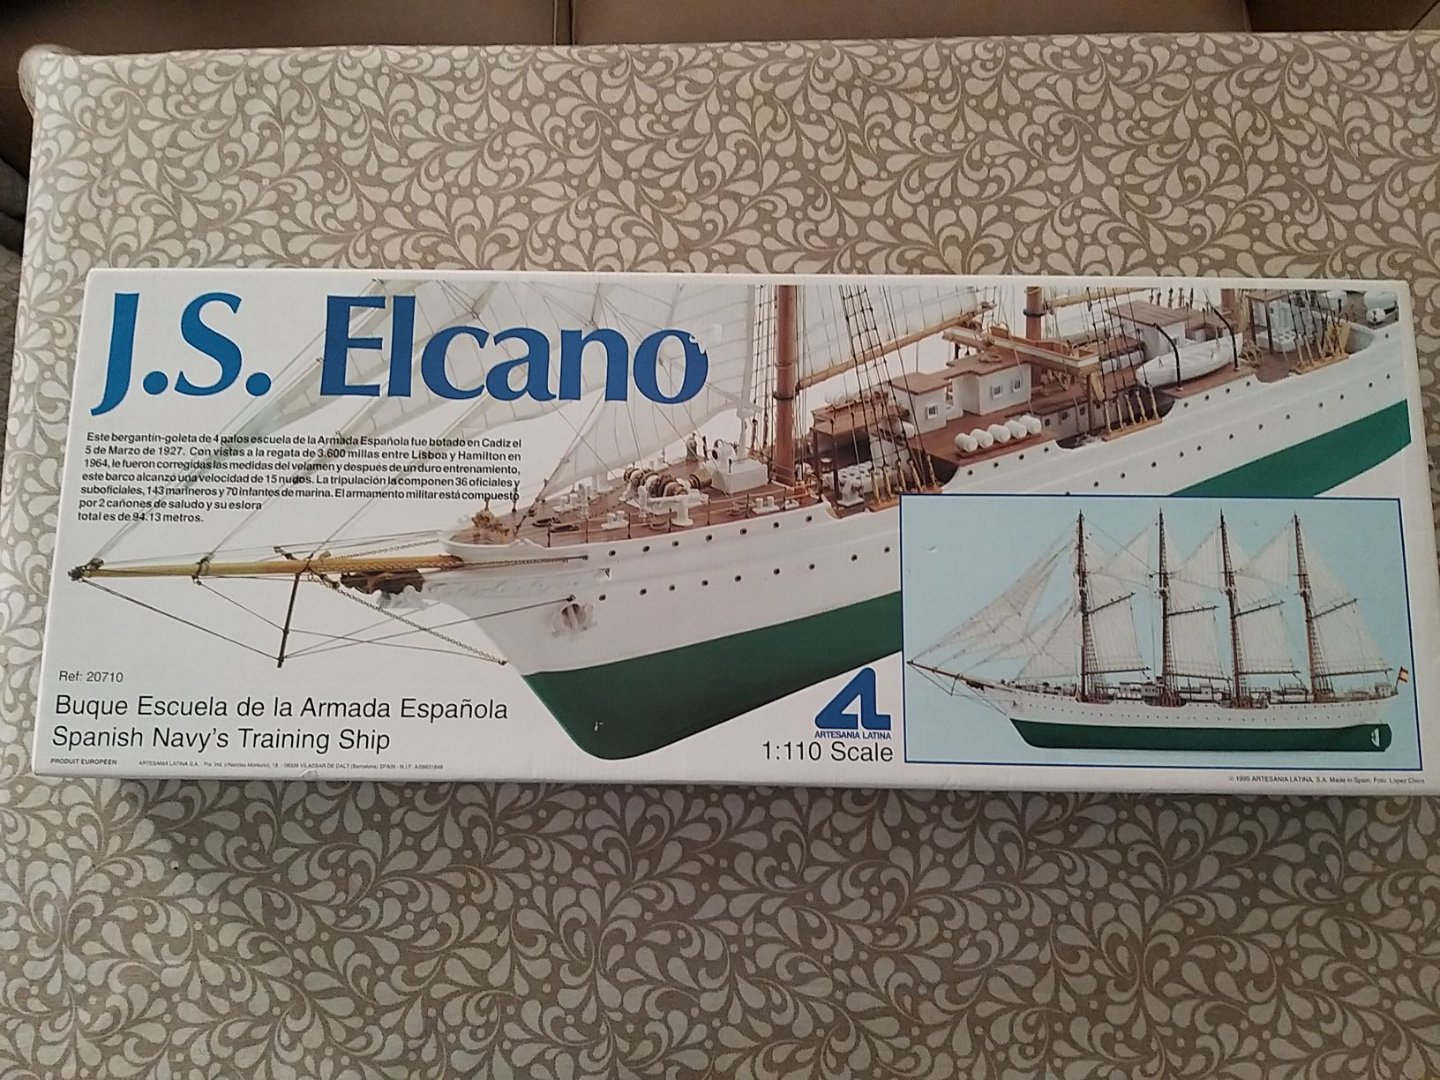 J.S. Elcano
Este bergantín-goleta de 4 palos escuela de la Armada Española fue botado en Cadiz el
5 de Marzo de 1927. Con vistas a la regata de 3.600 millas entre Lisboa y Hamilton en
1964, le fueron corregidas las medidas del velamen y después de un duro entrenamiento,
este barco alcanzó una velocidad de 15 nudos. La tripulación la componen 36 oficiales y
suboficiales, 143 marineros y 70 infantes de marina. El armamento militar está compuesto
por 2 cañones de saludo y su eslora
total es de 94.13 metros.
Ref: 20710
Buque Escuela de la Armada Española
Spanish Navy's Training Ship
PRODUIT EUROPEEN
ARTESANIA LATINA S.A.
ARTESANIA LATINA
1:110 Scale
© 1995 ARTESANIA LATINA, S.A. Made in Spain. Foto. Lopez Chico